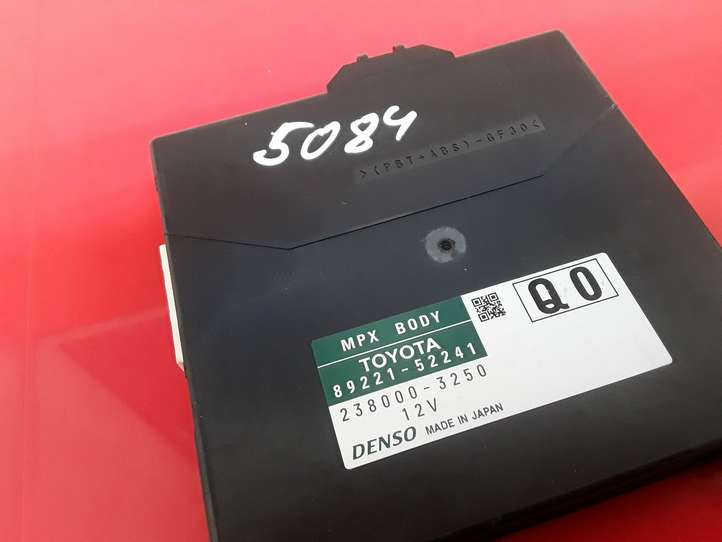 5084
>(PBT+ABS)-GF30<
MPX BODY
TOYOTA
89221-52241
238000-3250
12V
DENSO MADE IN JAPAN
Q0